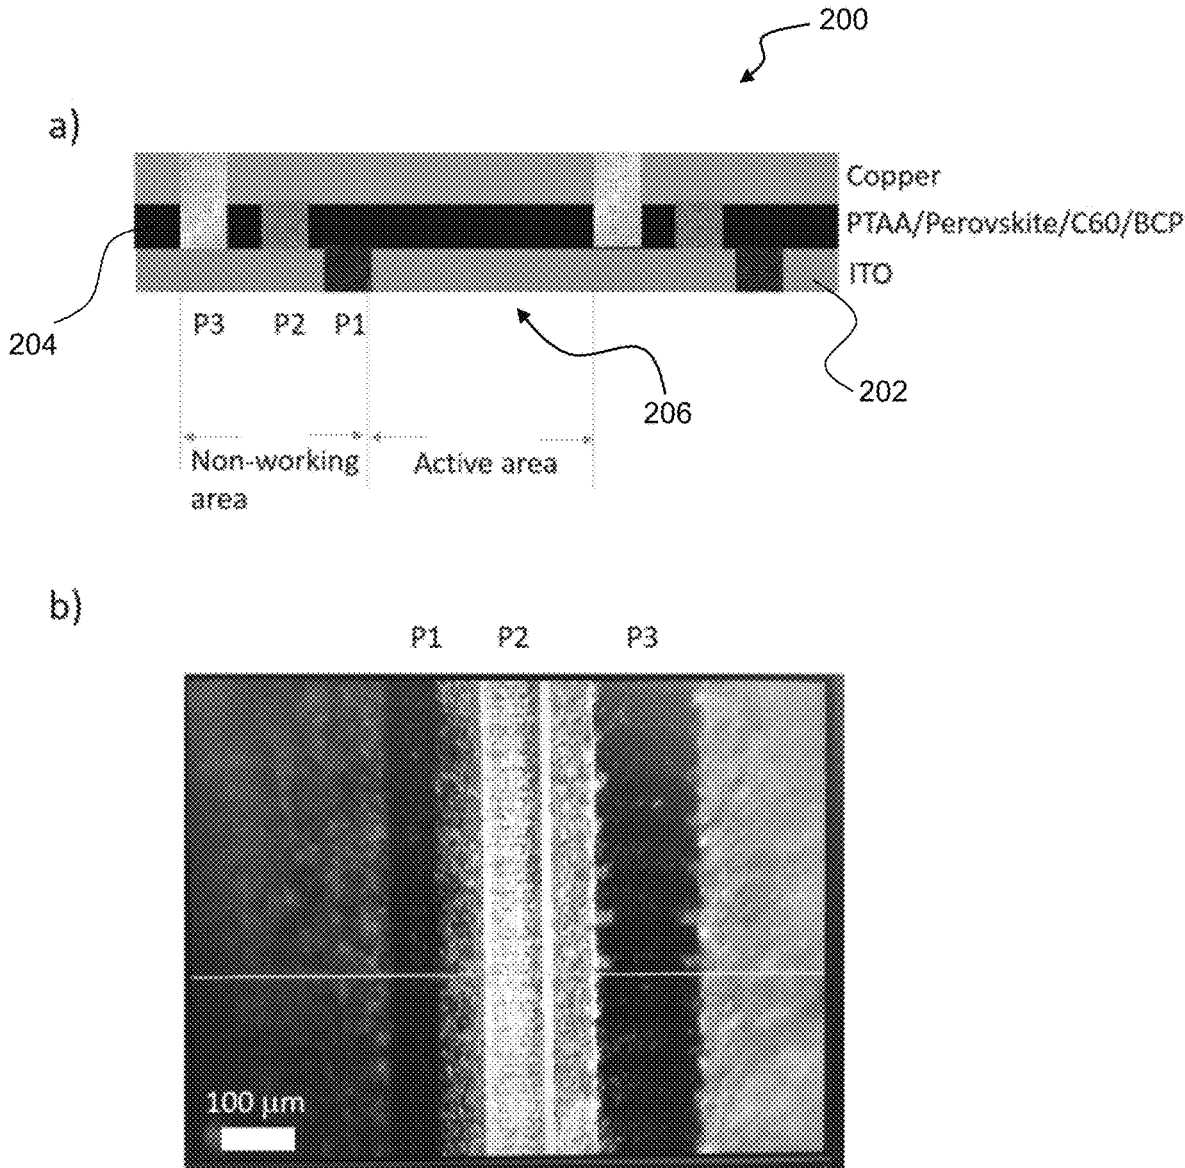 200
a)
Copper
PTAA/Perovskite/C60/BCP
ITO
P3 P2 P1
204
202
206
Non-working area
Active area
b)
P1 P2 P3
100 µm